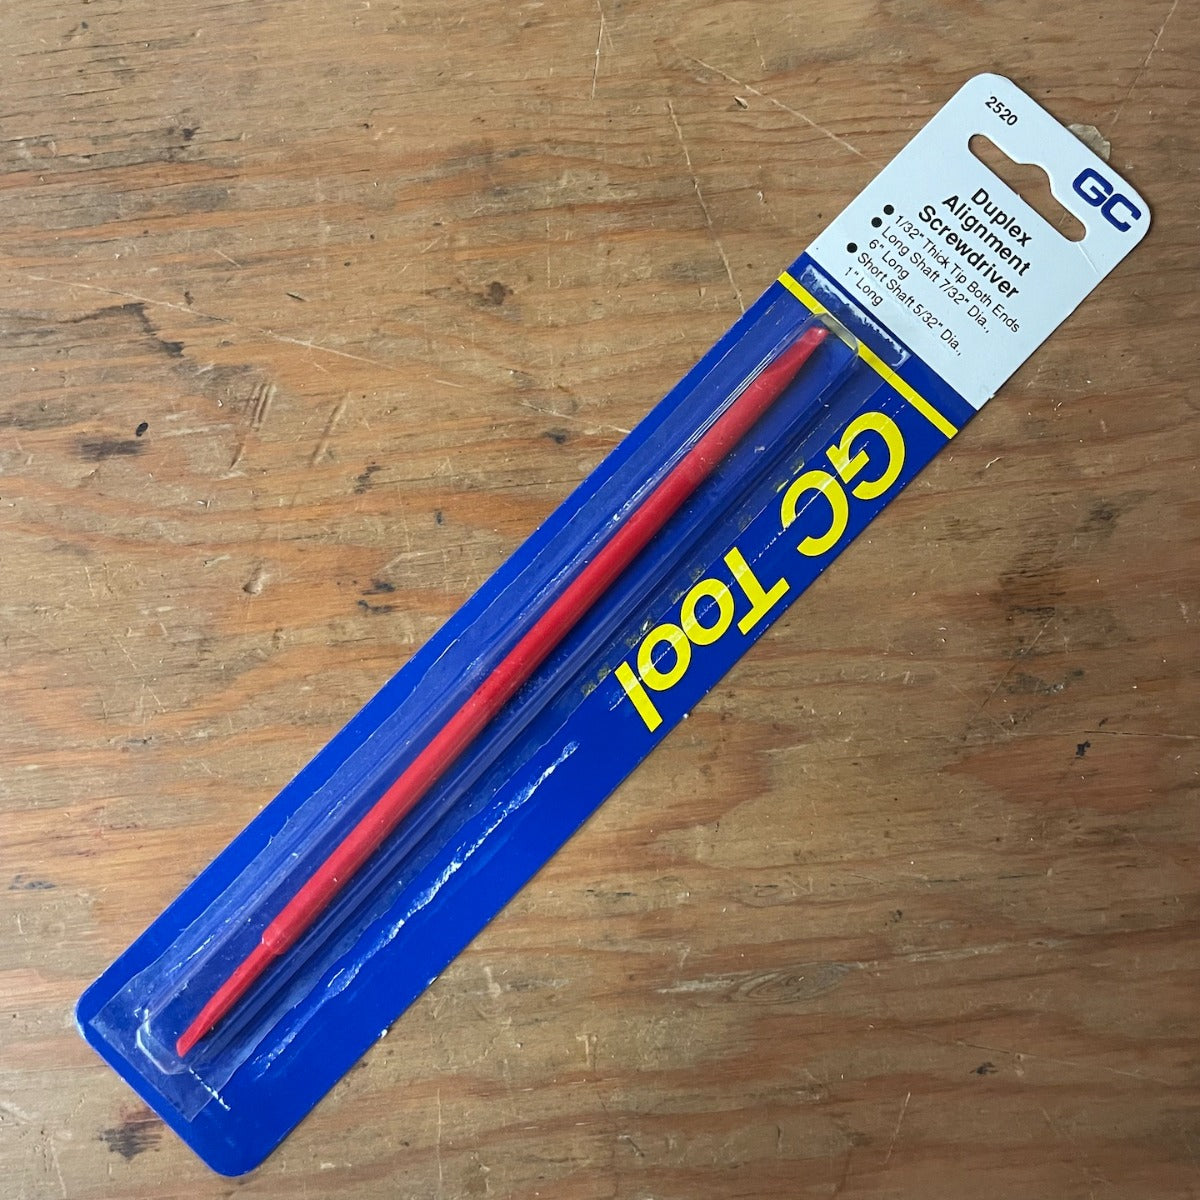 2520
GC
Duplex
Alignment
Screwdriver
● 1/32" Thick Tip Both Ends
● Long Shaft 7/32" Dia.,
6" Long
● Short Shaft 5/32" Dia.,
1" Long
GC Tool